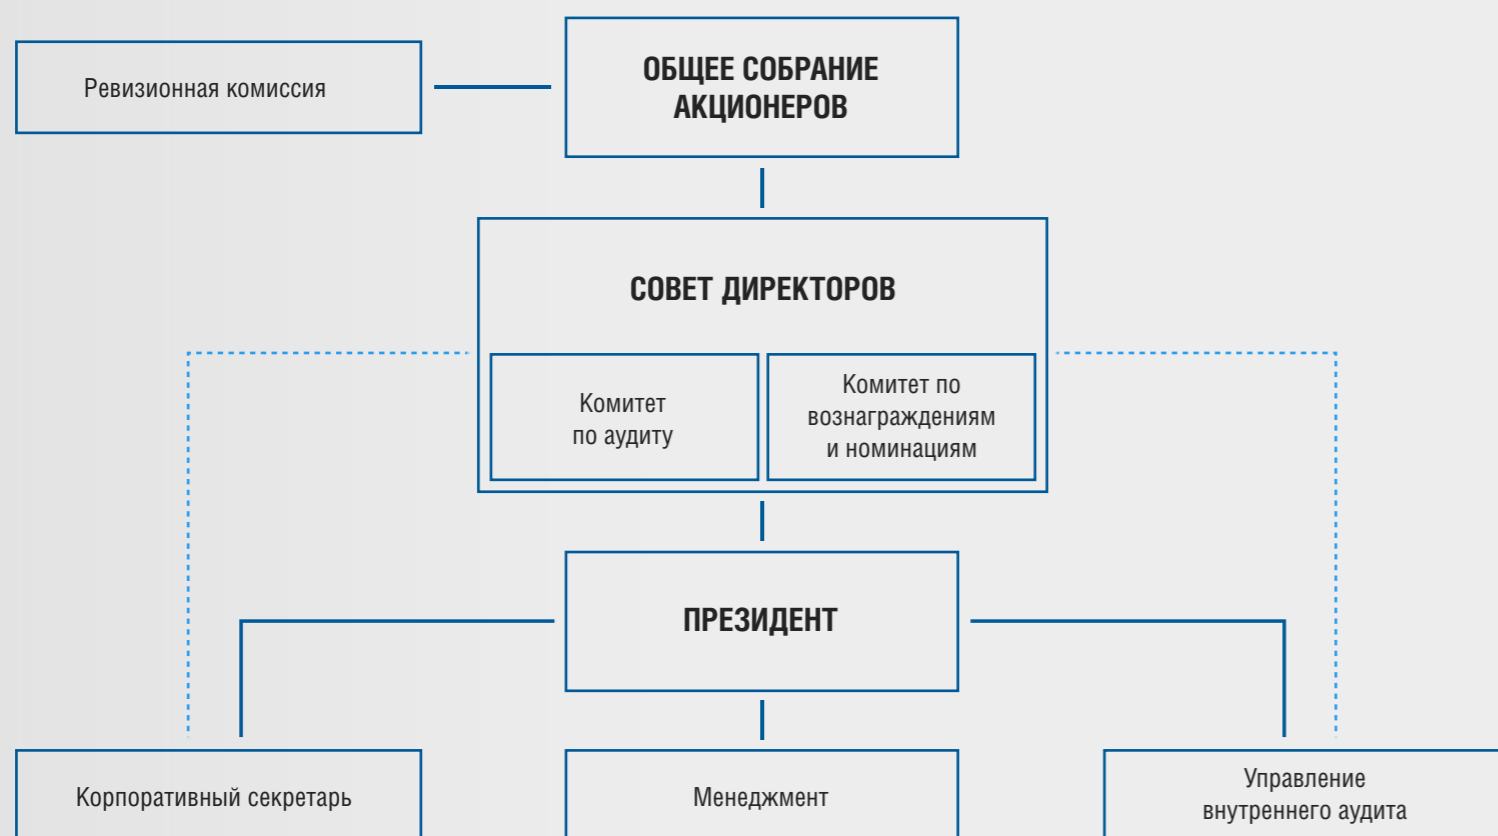 Ревизионная комиссия
ОБЩЕЕ СОБРАНИЕ
АКЦИОНЕРОВ
СОВЕТ ДИРЕКТОРОВ
Комитет
по аудиту
Комитет по
вознаграждениям
и номинациям
ПРЕЗИДЕНТ
Корпоративный секретарь
Менеджмент
Управление
внутреннего аудита